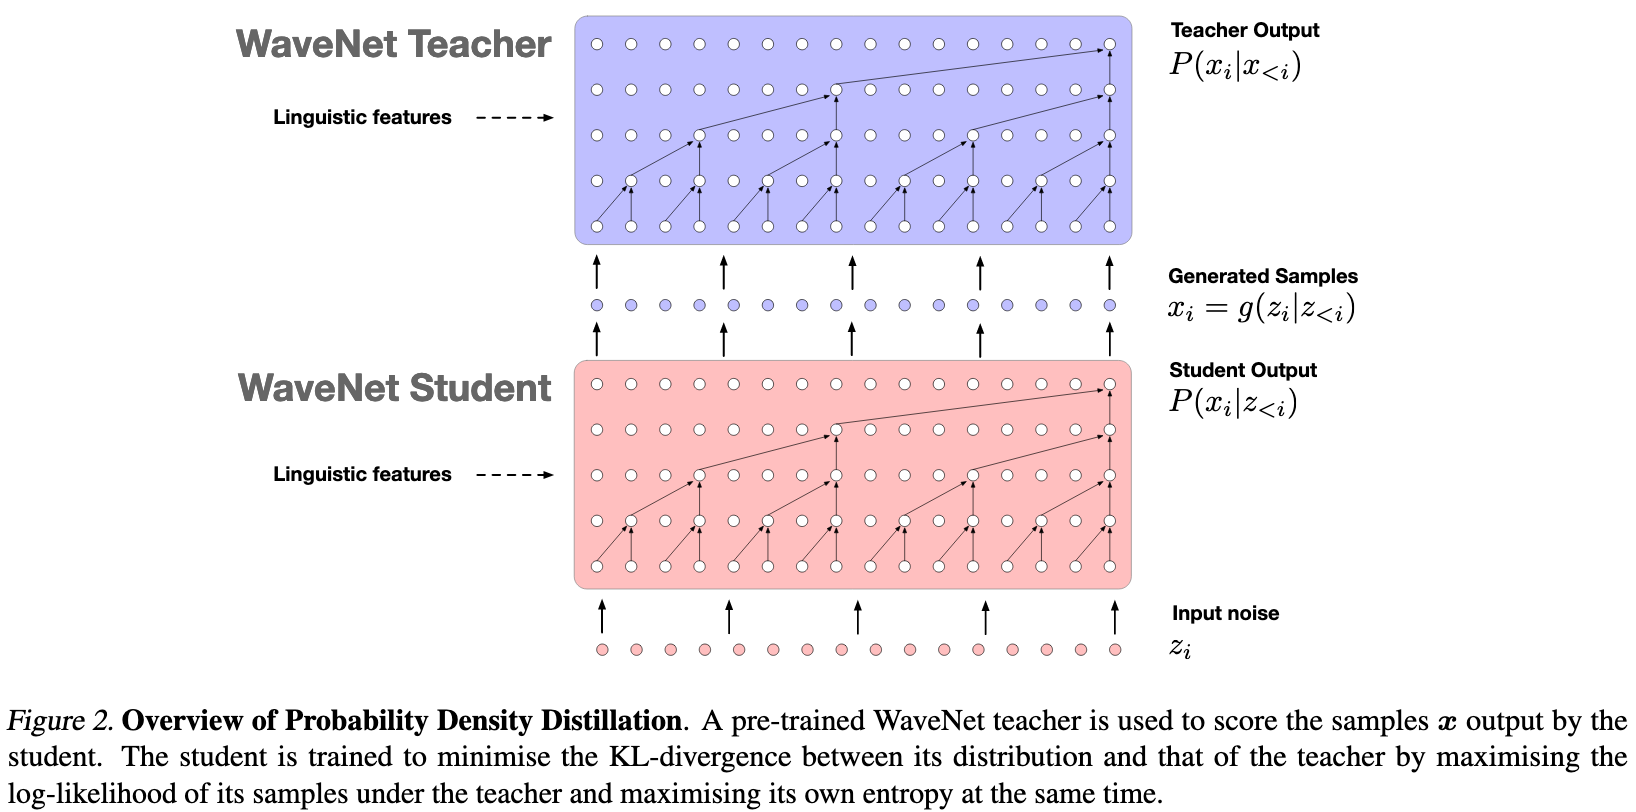 WaveNet Teacher
Teacher Output
P(x_i|x_{<i})
Linguistic features
Generated Samples
x_i = g(z_i|z_{<i})
WaveNet Student
Student Output
P(x_i|z_{<i})
Linguistic features
Input noise
z_i
Figure 2. Overview of Probability Density Distillation. A pre-trained WaveNet teacher is used to score the samples x output by the
student. The student is trained to minimise the KL-divergence between its distribution and that of the teacher by maximising the
log-likelihood of its samples under the teacher and maximising its own entropy at the same time.